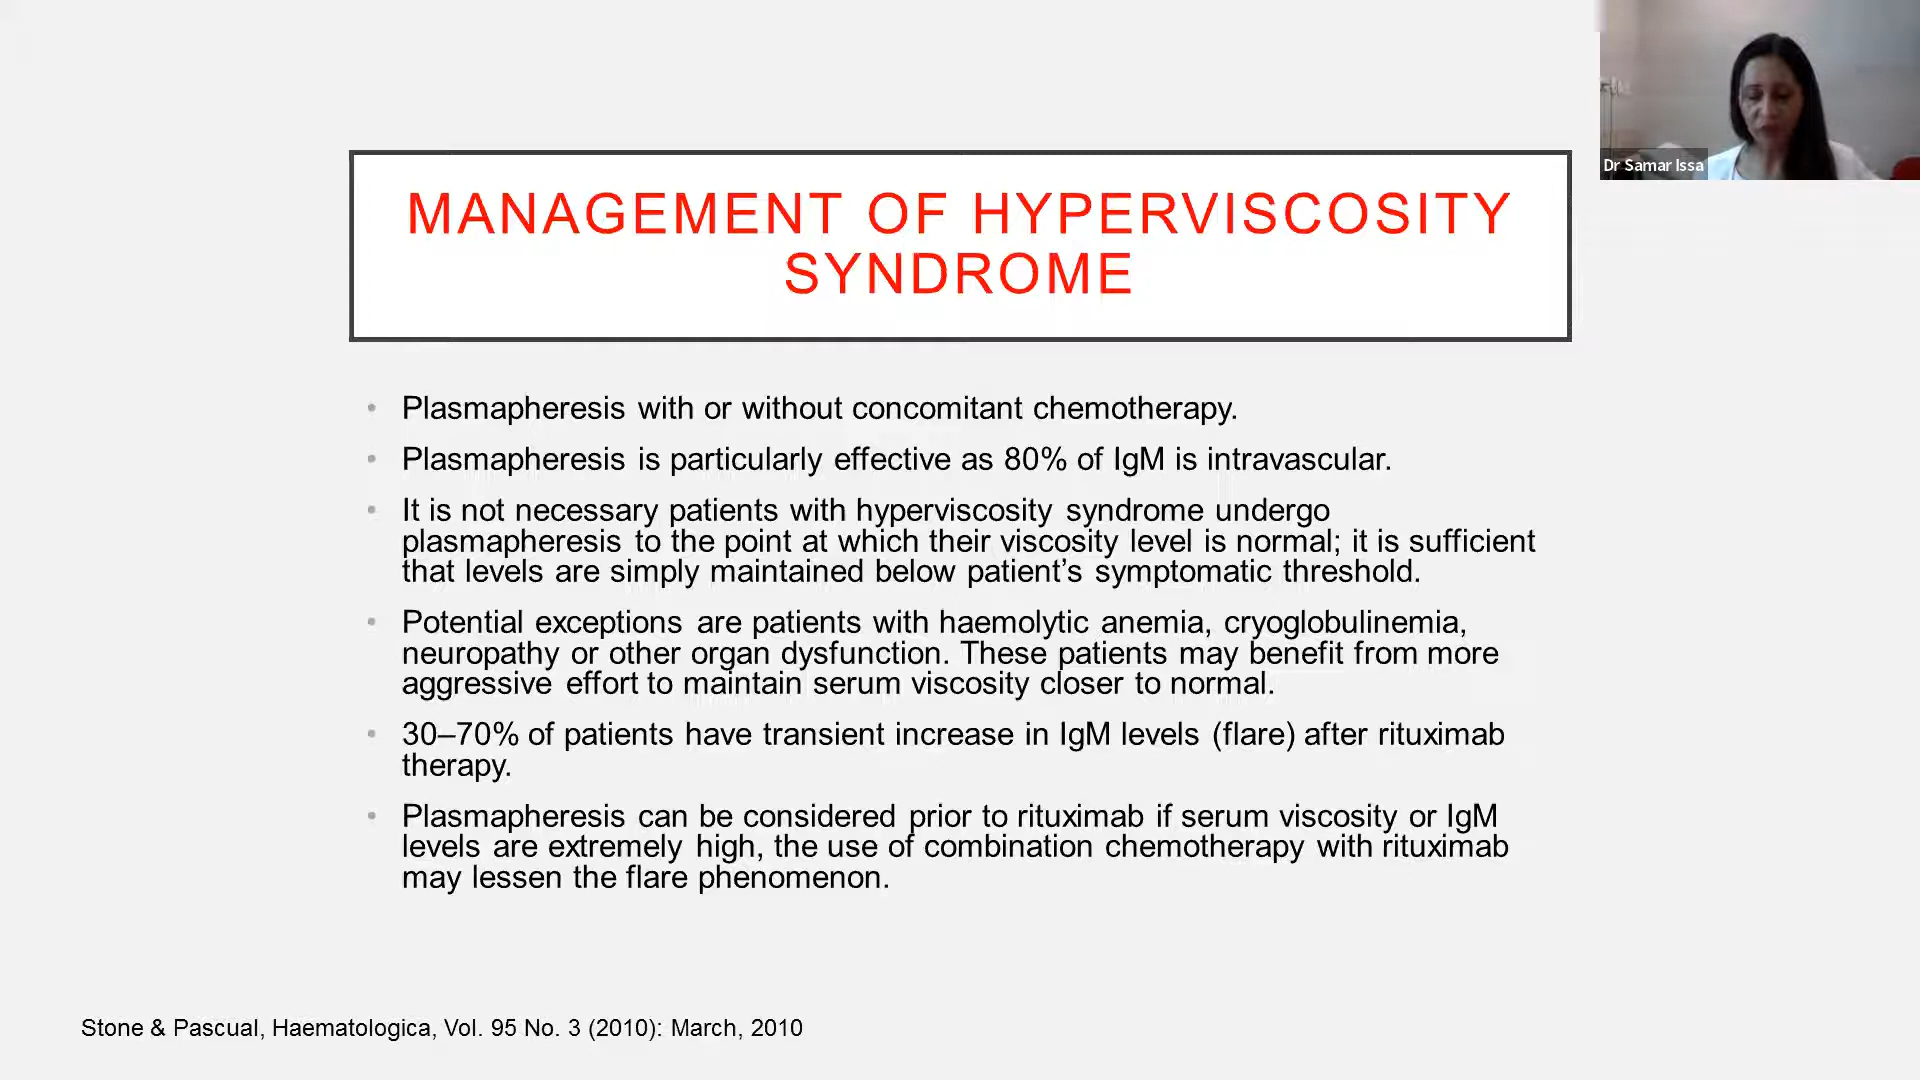 Dr Samar Issa
MANAGEMENT OF HYPERVISCOSITY
SYNDROME
• Plasmapheresis with or without concomitant chemotherapy.
• Plasmapheresis is particularly effective as 80% of IgM is intravascular.
• It is not necessary patients with hyperviscosity syndrome undergo
plasmapheresis to the point at which their viscosity level is normal; it is sufficient
that levels are simply maintained below patient’s symptomatic threshold.
• Potential exceptions are patients with haemolytic anemia, cryoglobulinemia,
neuropathy or other organ dysfunction. These patients may benefit from more
aggressive effort to maintain serum viscosity closer to normal.
• 30–70% of patients have transient increase in IgM levels (flare) after rituximab
therapy.
• Plasmapheresis can be considered prior to rituximab if serum viscosity or IgM
levels are extremely high, the use of combination chemotherapy with rituximab
may lessen the flare phenomenon.
Stone & Pascual, Haematologica, Vol. 95 No. 3 (2010): March, 2010